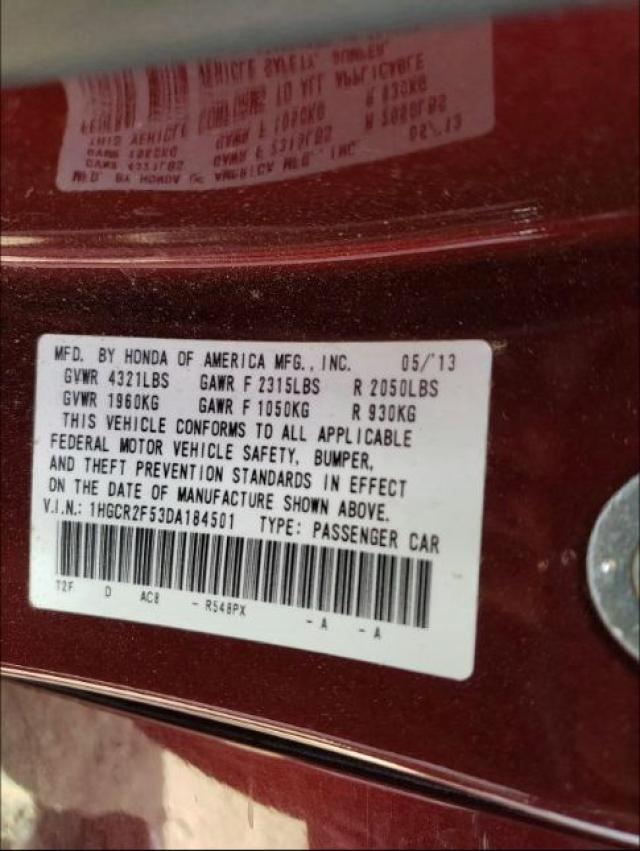 MFD. BY HONDA OF AMERICA MFG., INC. 05/'13
GVWR 4321LBS GAWR F 2315LBS R 2050LBS
GVWR 1960KG GAWR F 1050KG R 930KG
THIS VEHICLE CONFORMS TO ALL APPLICABLE
FEDERAL MOTOR VEHICLE SAFETY, BUMPER,
AND THEFT PREVENTION STANDARDS IN EFFECT
ON THE DATE OF MANUFACTURE SHOWN ABOVE.
V.I.N.: 1HGCR2F53DA184501 TYPE: PASSENGER CAR
T2F D AC8 - R548PX - A - A